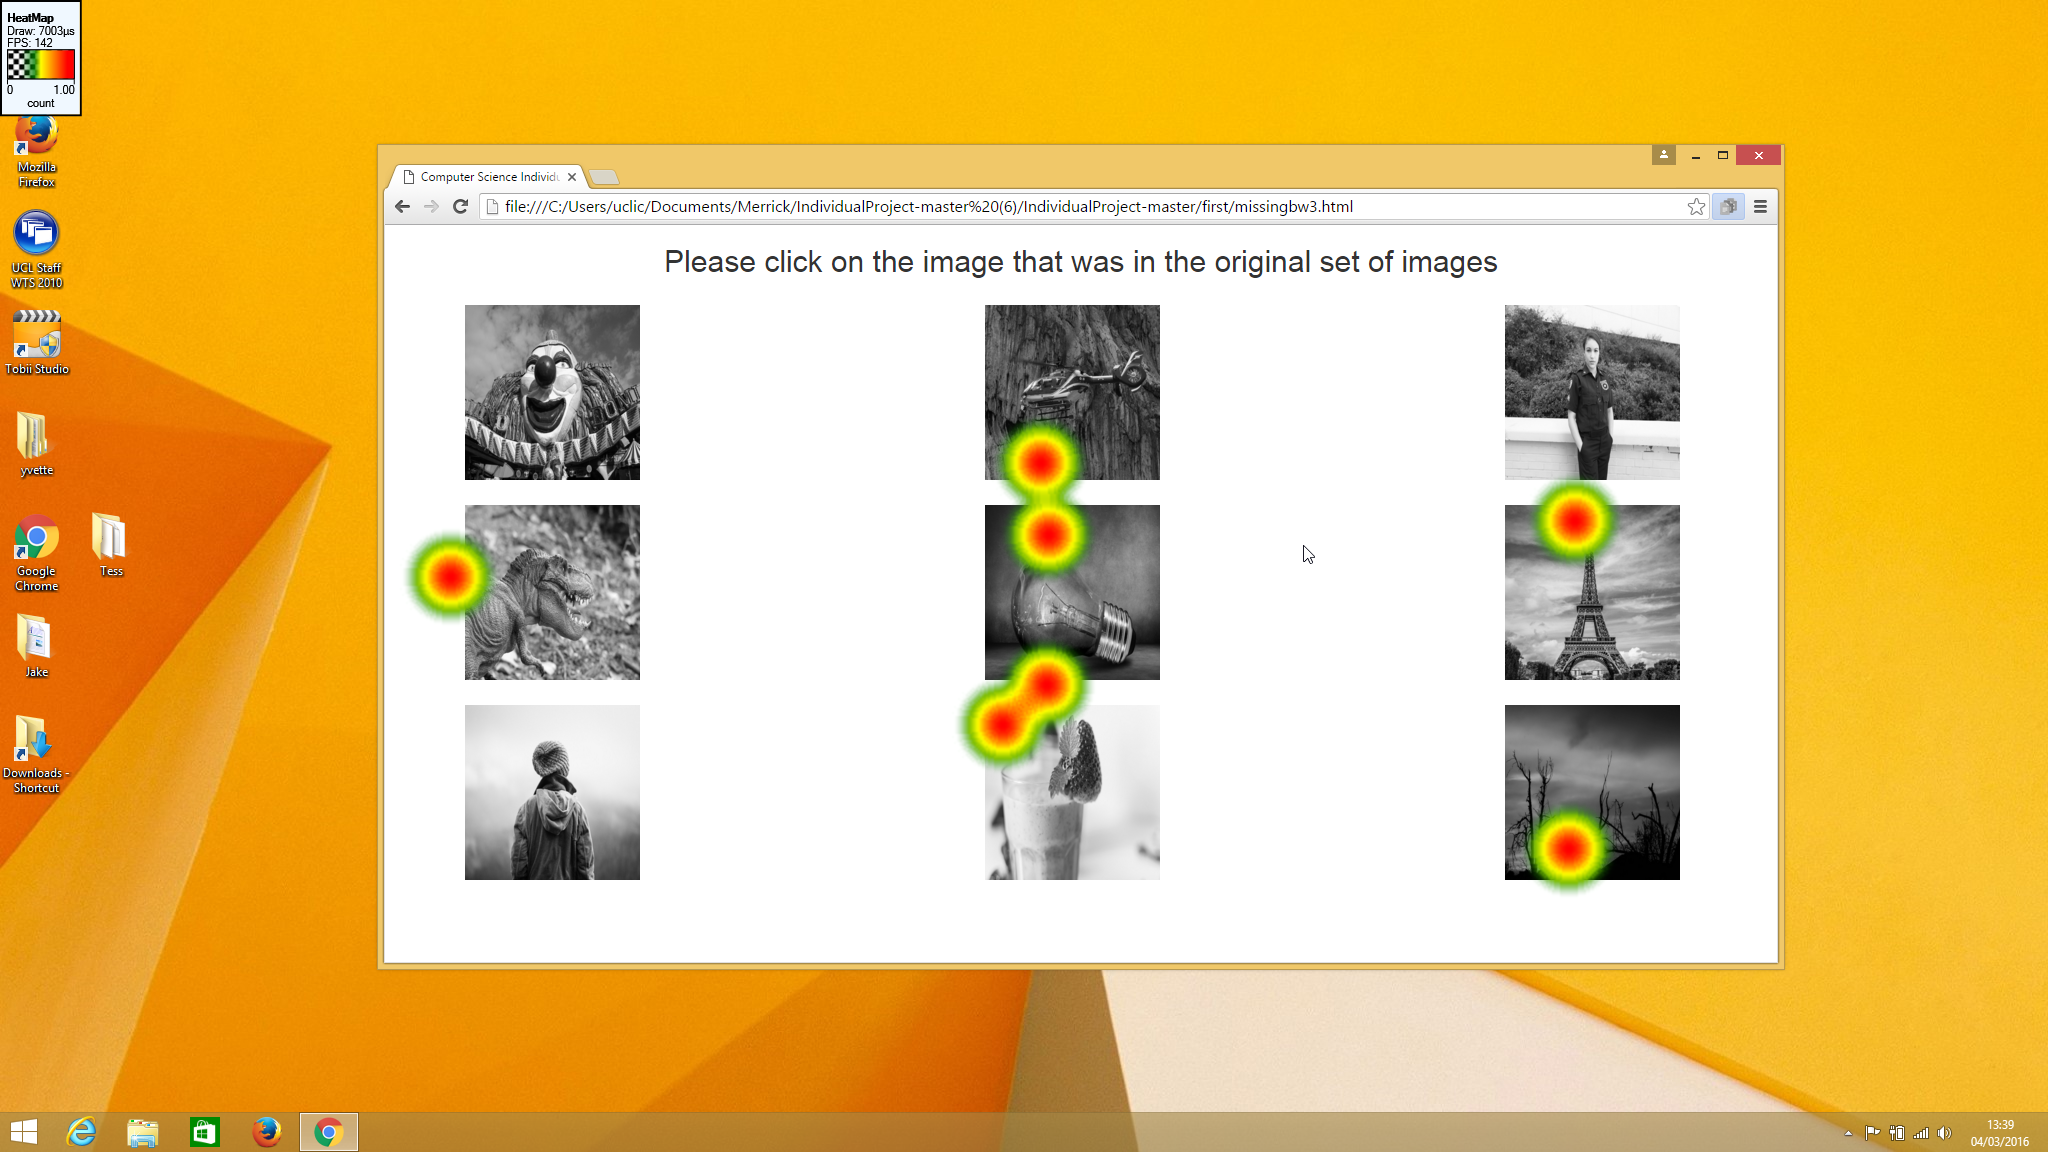 HeatMap
Draw: 7003µs
FPS: 142
0 1.00
count
Mozilla
Firefox
UCL Staff
WTS 2010
Tobii Studio
yvette
Google
Chrome
Tess
Jake
Downloads -
Shortcut
Computer Science Individu
file:///C:/Users/uclic/Documents/Merrick/IndividualProject-master%20(6)/IndividualProject-master/first/missingbw3.html
Please click on the image that was in the original set of images
13:39
04/03/2016